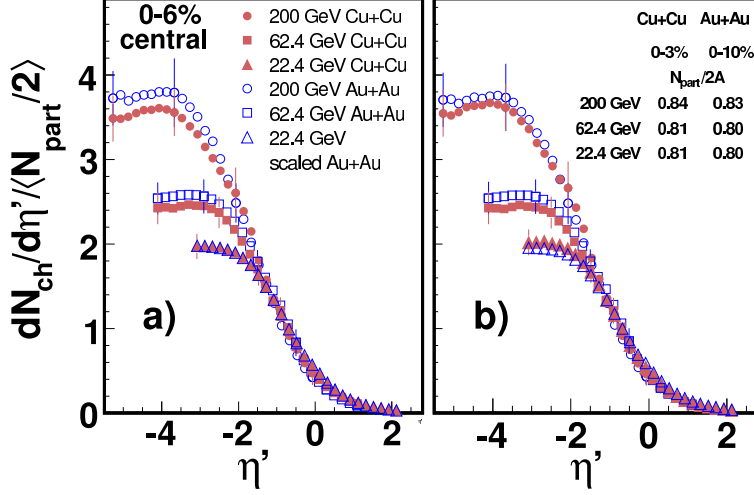 0-6%
central
200 GeV Cu+Cu
62.4 GeV Cu+Cu
22.4 GeV Cu+Cu
200 GeV Au+Au
62.4 GeV Au+Au
22.4 GeV
scaled Au+Au
a)
dN_ch/dη'/⟨N_part/2⟩
4
3
2
1
0
-4
-2
0
2
η'
Cu+Cu Au+Au
0-3% 0-10%
N_part/2A
200 GeV 0.84 0.83
62.4 GeV 0.81 0.80
22.4 GeV 0.81 0.80
b)
-4
-2
0
2
η'